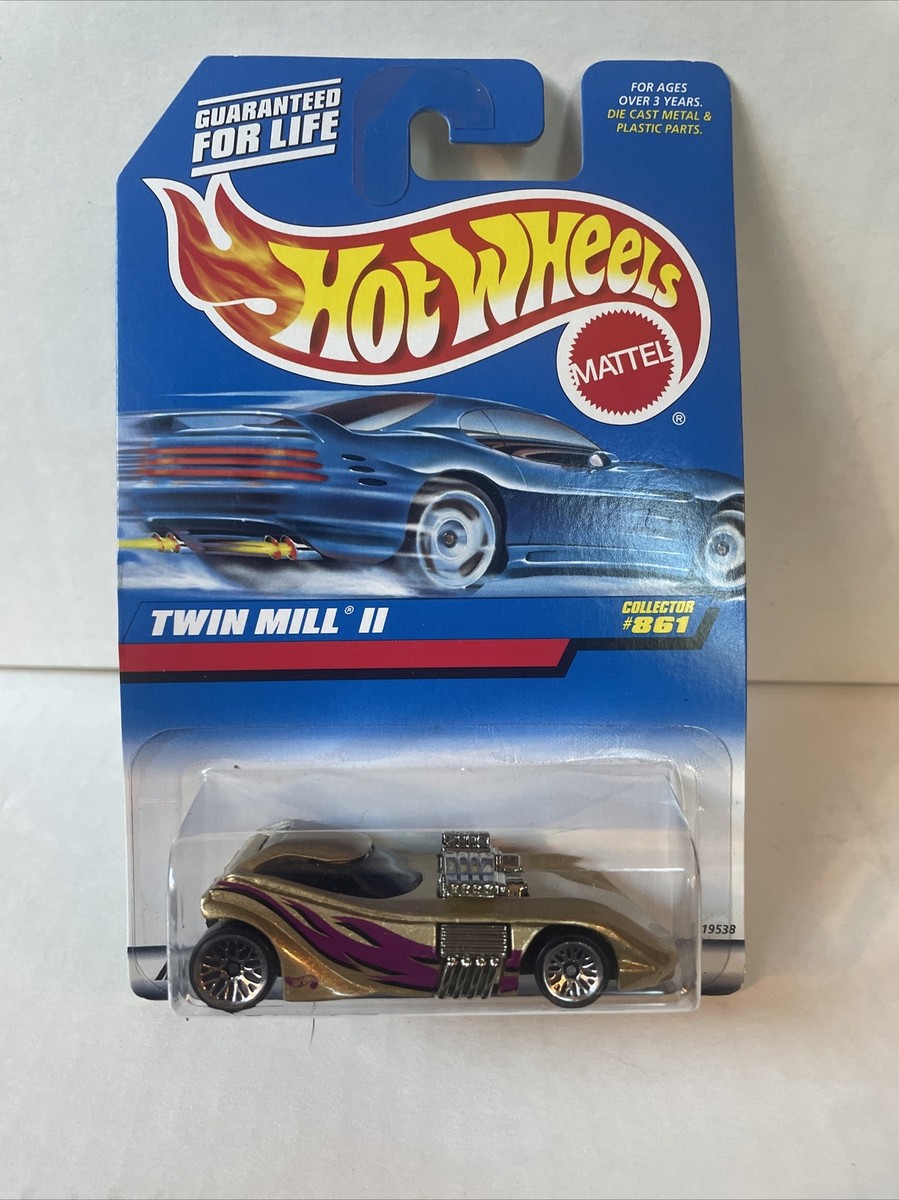 GUARANTEED
FOR LIFE
FOR AGES
OVER 3 YEARS.
DIE CAST METAL &
PLASTIC PARTS.
HOT WHEELS
MATTEL
®
TWIN MILL® II
COLLECTOR
#861
19538